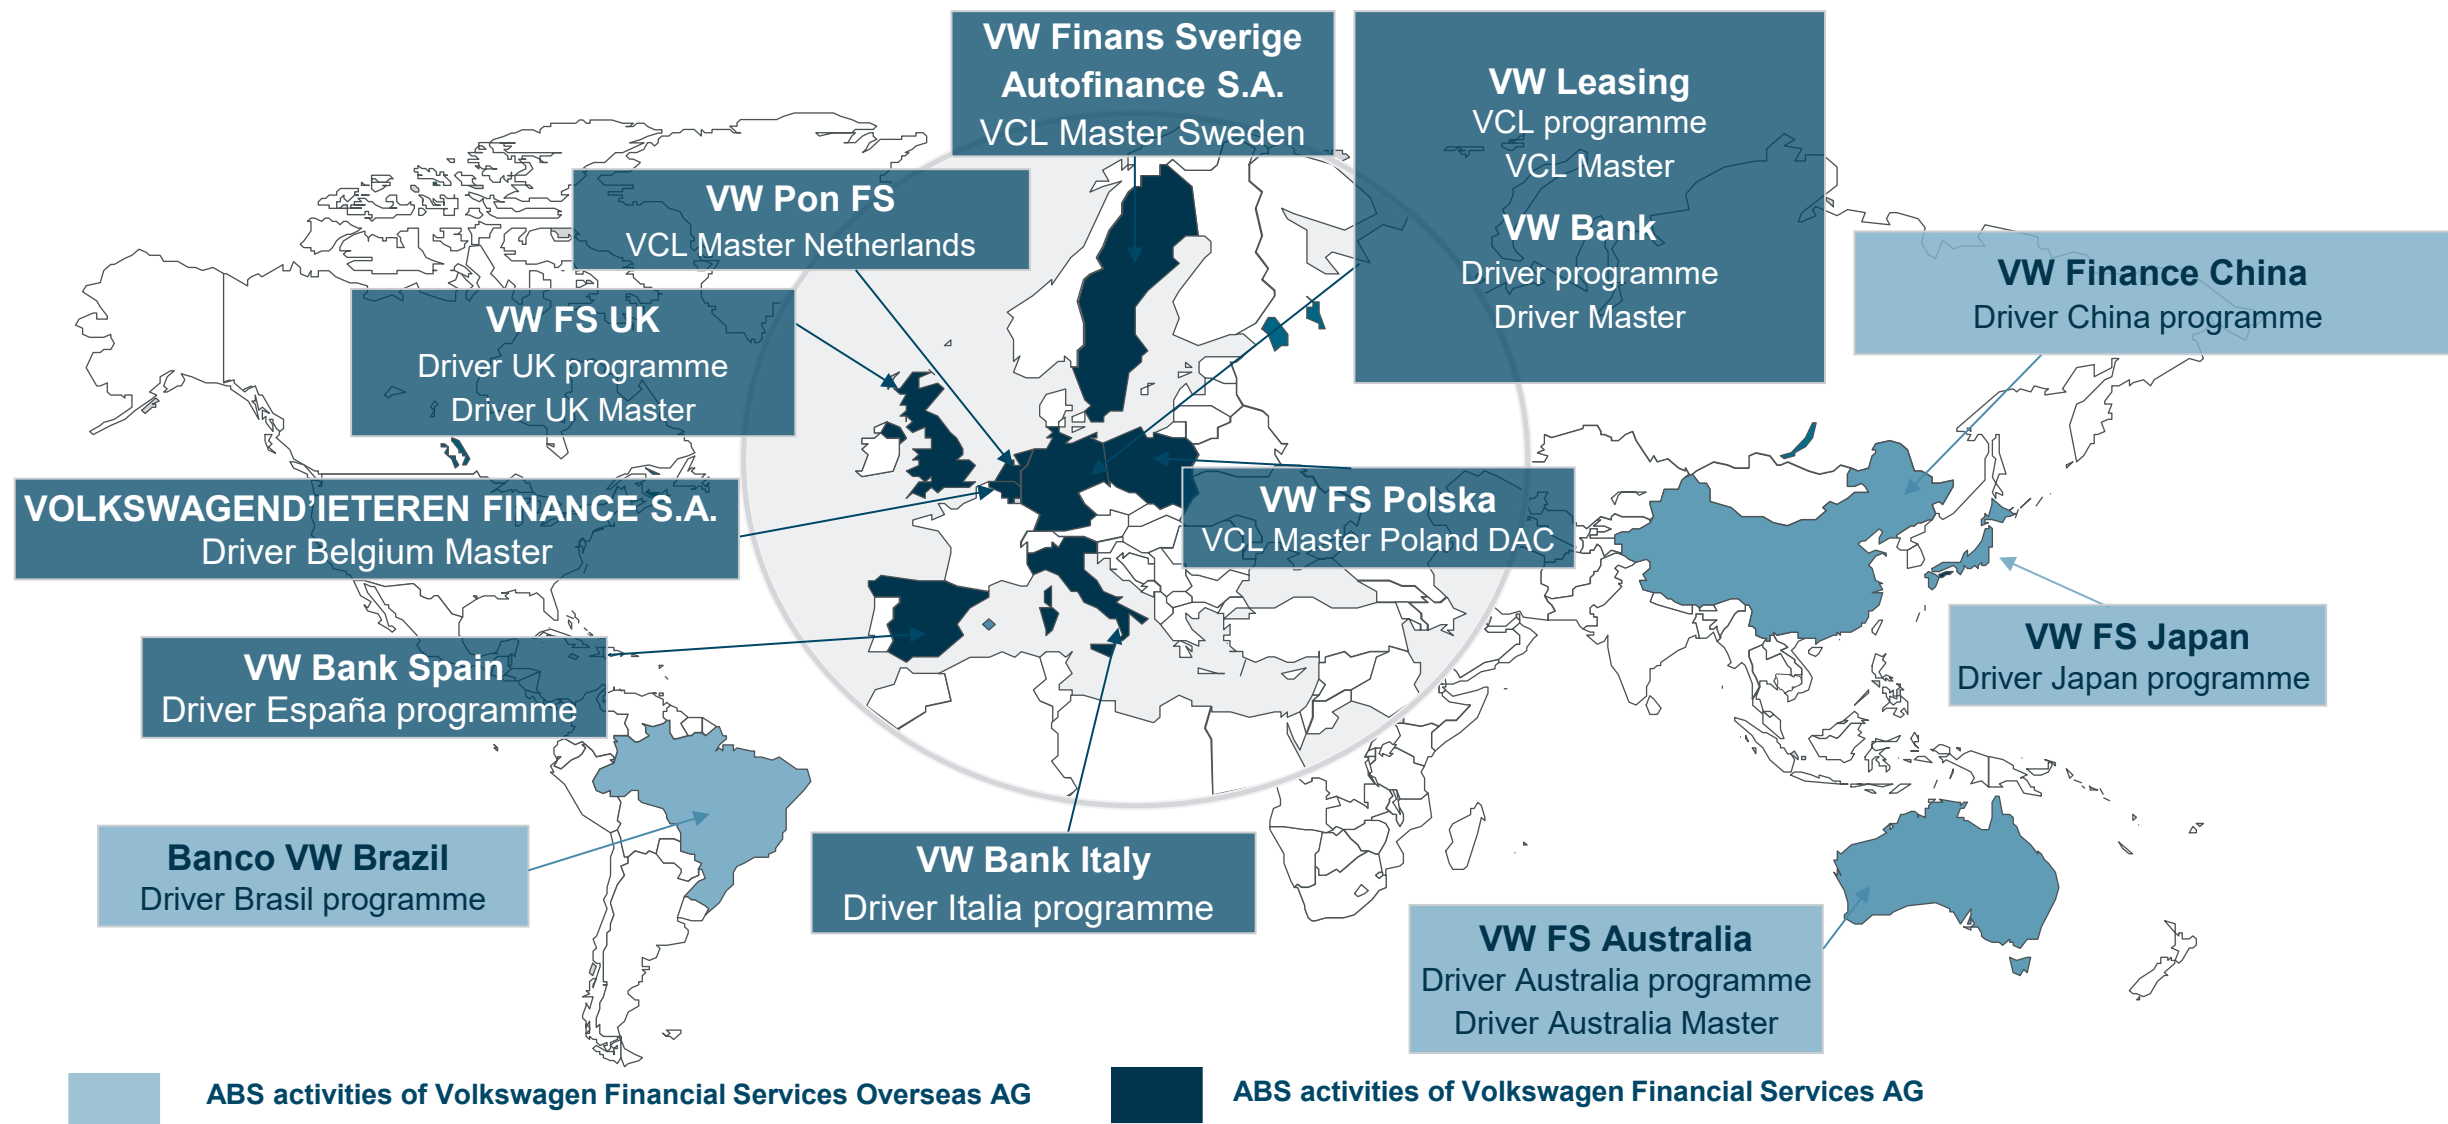 VW Finans Sverige
Autofinance S.A.
VCL Master Sweden
VW Leasing
VCL programme
VCL Master
VW Bank
Driver programme
Driver Master
VW Pon FS
VCL Master Netherlands
VW Finance China
Driver China programme
VW FS UK
Driver UK programme
Driver UK Master
VOLKSWAGEND'IETEREN FINANCE S.A.
Driver Belgium Master
VW FS Polska
VCL Master Poland DAC
VW FS Japan
Driver Japan programme
VW Bank Spain
Driver España programme
Banco VW Brazil
Driver Brasil programme
VW Bank Italy
Driver Italia programme
VW FS Australia
Driver Australia programme
Driver Australia Master
ABS activities of Volkswagen Financial Services Overseas AG
ABS activities of Volkswagen Financial Services AG